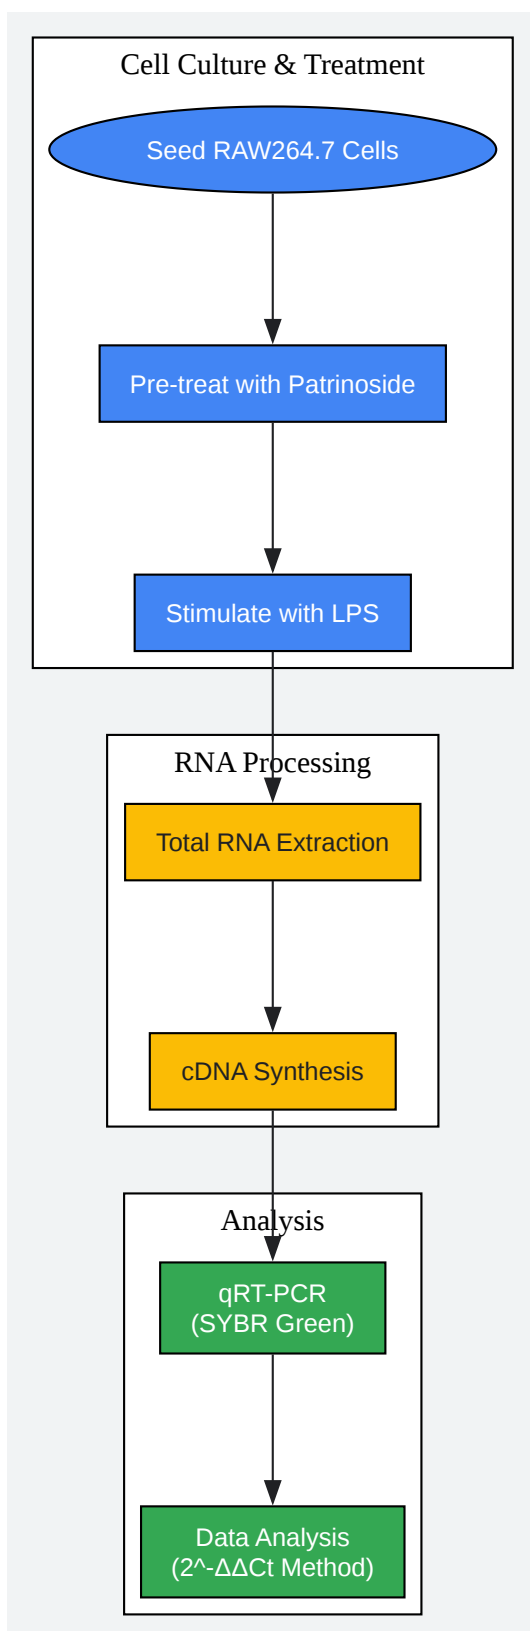 Cell Culture & Treatment
Seed RAW264.7 Cells
Pre-treat with Patrinoside
Stimulate with LPS
RNA Processing
Total RNA Extraction
cDNA Synthesis
Analysis
qRT-PCR
(SYBR Green)
Data Analysis
(2^-ΔΔCt Method)